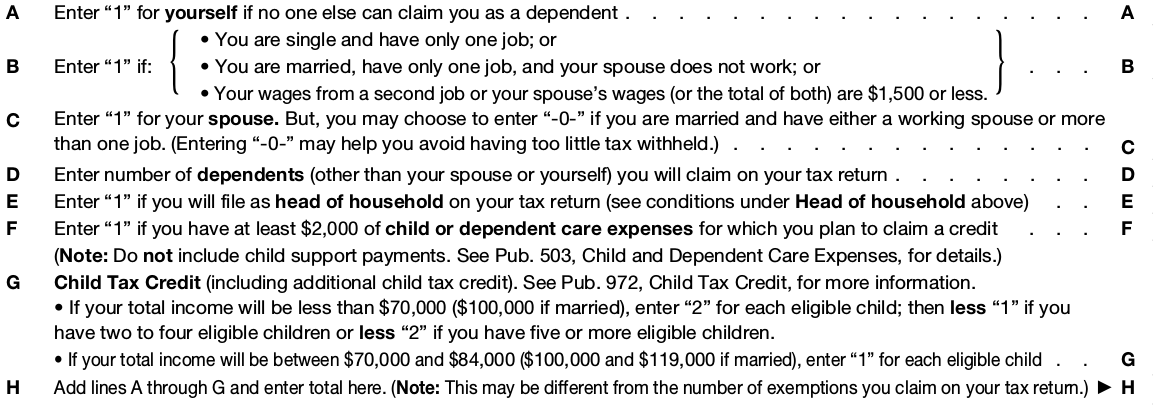 A Enter “1” for yourself if no one else can claim you as a dependent . . . . . . . . . . . . . . . . . . A
• You are single and have only one job; or
B Enter “1” if: { • You are married, have only one job, and your spouse does not work; or } . . . B
• Your wages from a second job or your spouse’s wages (or the total of both) are $1,500 or less.
C Enter “1” for your spouse. But, you may choose to enter “-0-” if you are married and have either a working spouse or more
than one job. (Entering “-0-” may help you avoid having too little tax withheld.) . . . . . . . . . . . . . . C
D Enter number of dependents (other than your spouse or yourself) you will claim on your tax return . . . . . . . . D
E Enter “1” if you will file as head of household on your tax return (see conditions under Head of household above) . . E
F Enter “1” if you have at least $2,000 of child or dependent care expenses for which you plan to claim a credit . . . F
(Note: Do not include child support payments. See Pub. 503, Child and Dependent Care Expenses, for details.)
G Child Tax Credit (including additional child tax credit). See Pub. 972, Child Tax Credit, for more information.
• If your total income will be less than $70,000 ($100,000 if married), enter “2” for each eligible child; then less “1” if you
have two to four eligible children or less “2” if you have five or more eligible children.
• If your total income will be between $70,000 and $84,000 ($100,000 and $119,000 if married), enter “1” for each eligible child . . G
H Add lines A through G and enter total here. (Note: This may be different from the number of exemptions you claim on your tax return.) ▶ H